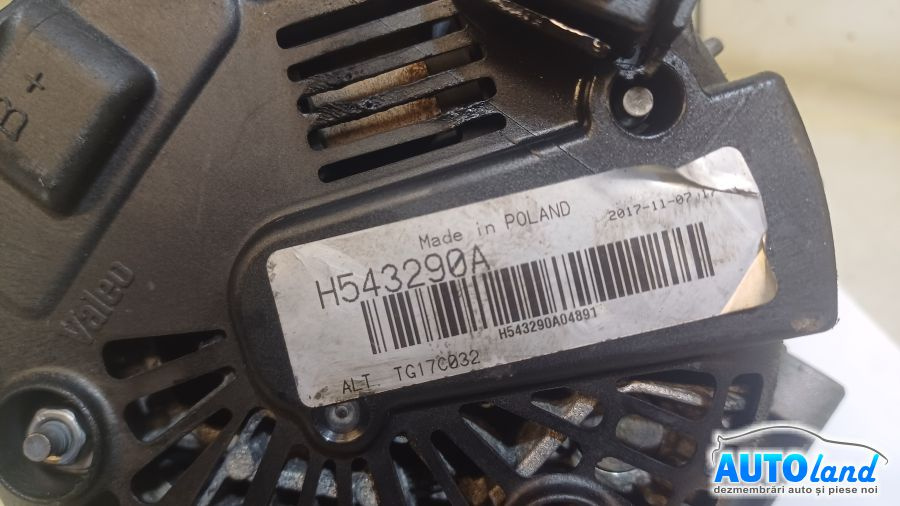 B+
Made in POLAND
2017-11-07
H543290A
H543290A04891
ALT. TG17C032
Valeo
AUTOland
dezmembrări auto și piese noi